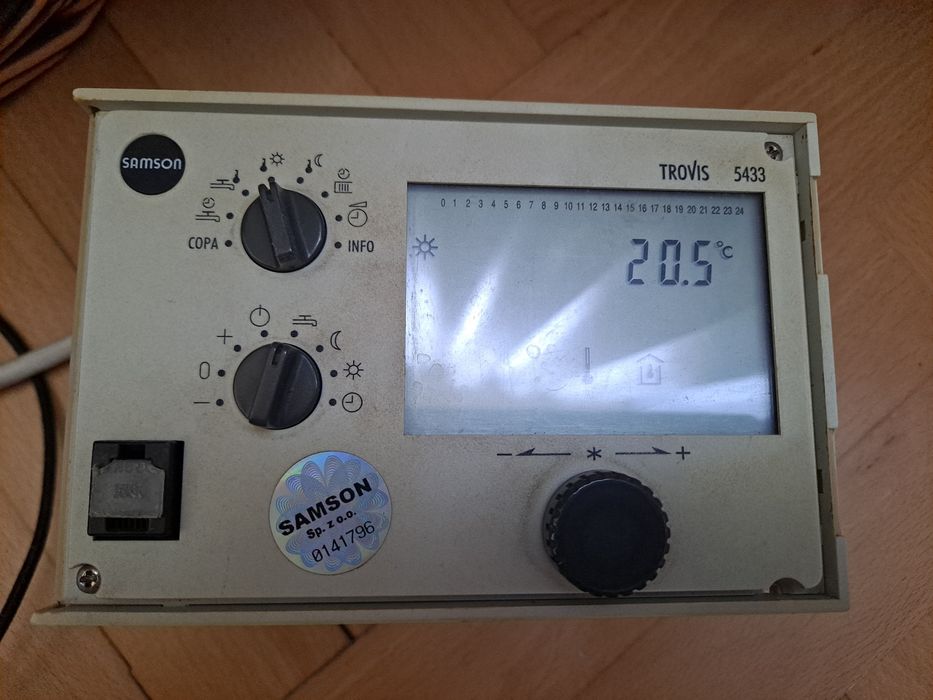 SAMSON
TROVIS 5433
0 1 2 3 4 5 6 7 8 9 10 11 12 13 14 15 16 17 18 19 20 21 22 23 24
20.5 °C
COPA
INFO
+
0
−
− * +
SAMSON
Sp. z o.o.
0141796